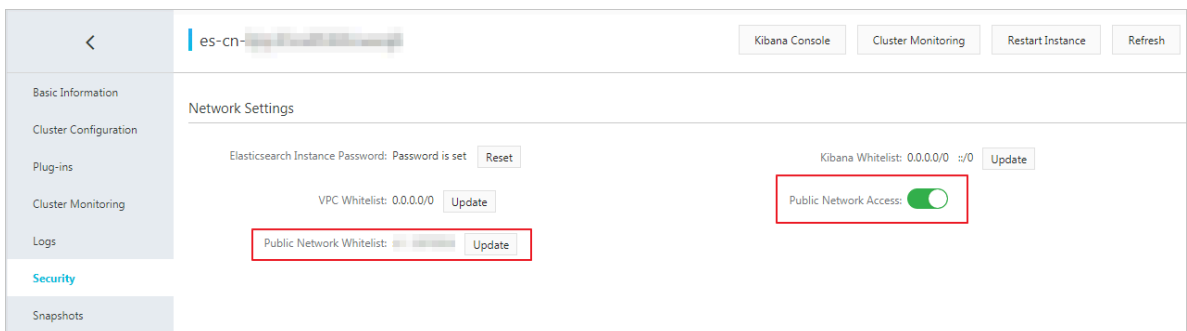 es-cn-
Kibana Console
Cluster Monitoring
Restart Instance
Refresh
Basic Information
Cluster Configuration
Plug-ins
Cluster Monitoring
Logs
Security
Snapshots
Network Settings
Elasticsearch Instance Password: Password is set Reset
Kibana Whitelist: 0.0.0.0/0 ::/0 Update
VPC Whitelist: 0.0.0.0/0 Update
Public Network Access:
Public Network Whitelist: Update